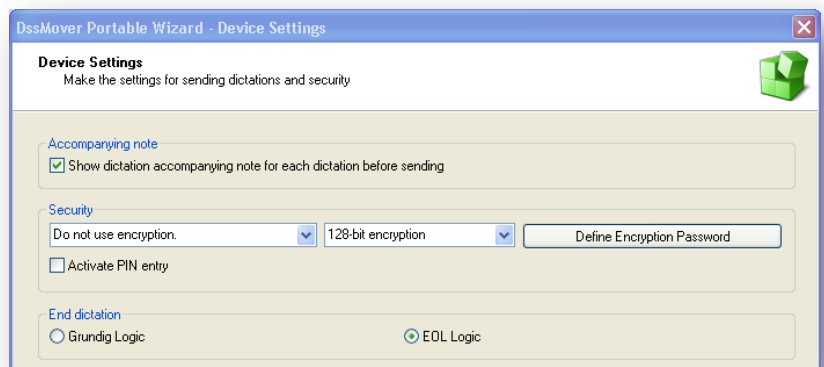 DssMover Portable Wizard - Device Settings
Device Settings
Make the settings for sending dictations and security
Accompanying note
Show dictation accompanying note for each dictation before sending
Security
Do not use encryption.
128-bit encryption
Define Encryption Password
Activate PIN entry
End dictation
Grundig Logic
EOL Logic